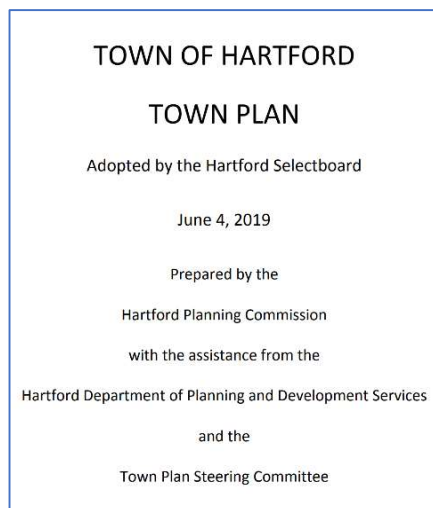 TOWN OF HARTFORD
TOWN PLAN
Adopted by the Hartford Selectboard
June 4, 2019
Prepared by the
Hartford Planning Commission
with the assistance from the
Hartford Department of Planning and Development Services
and the
Town Plan Steering Committee